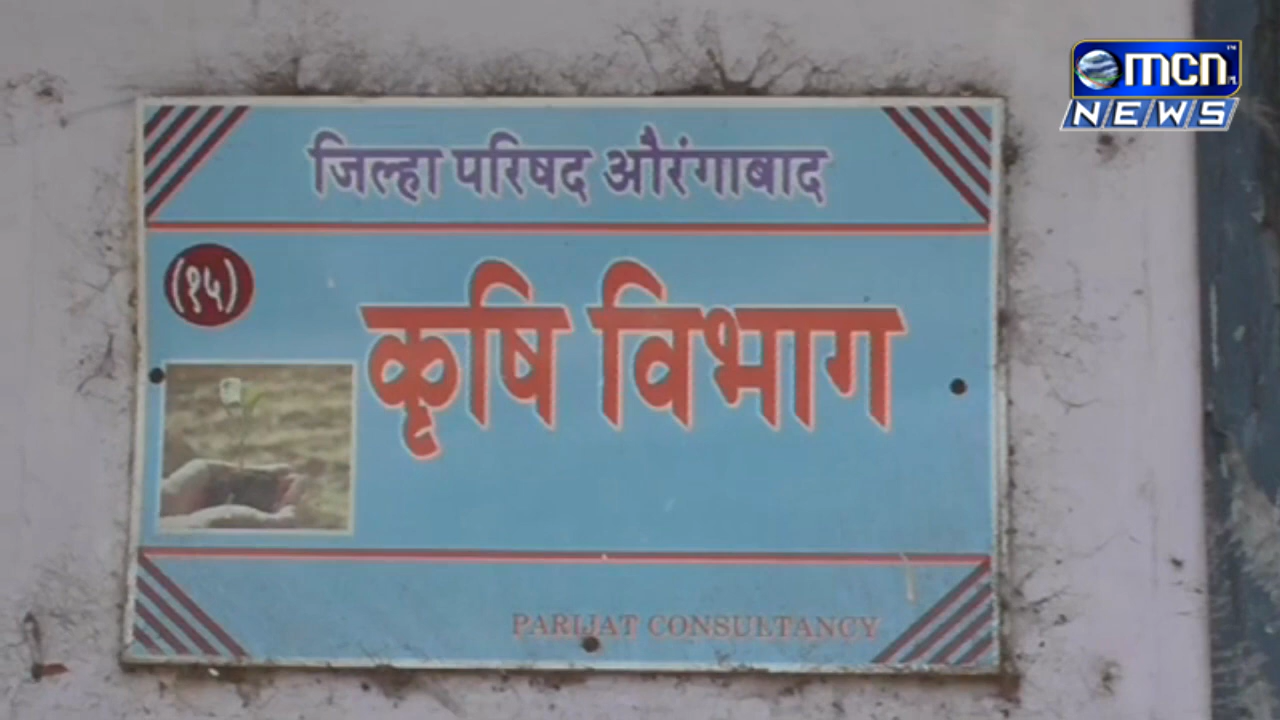 mcn
NEWS
जिल्हा परिषद औरंगाबाद
(१५)
कृषि विभाग
PARIJAT CONSULTANCY